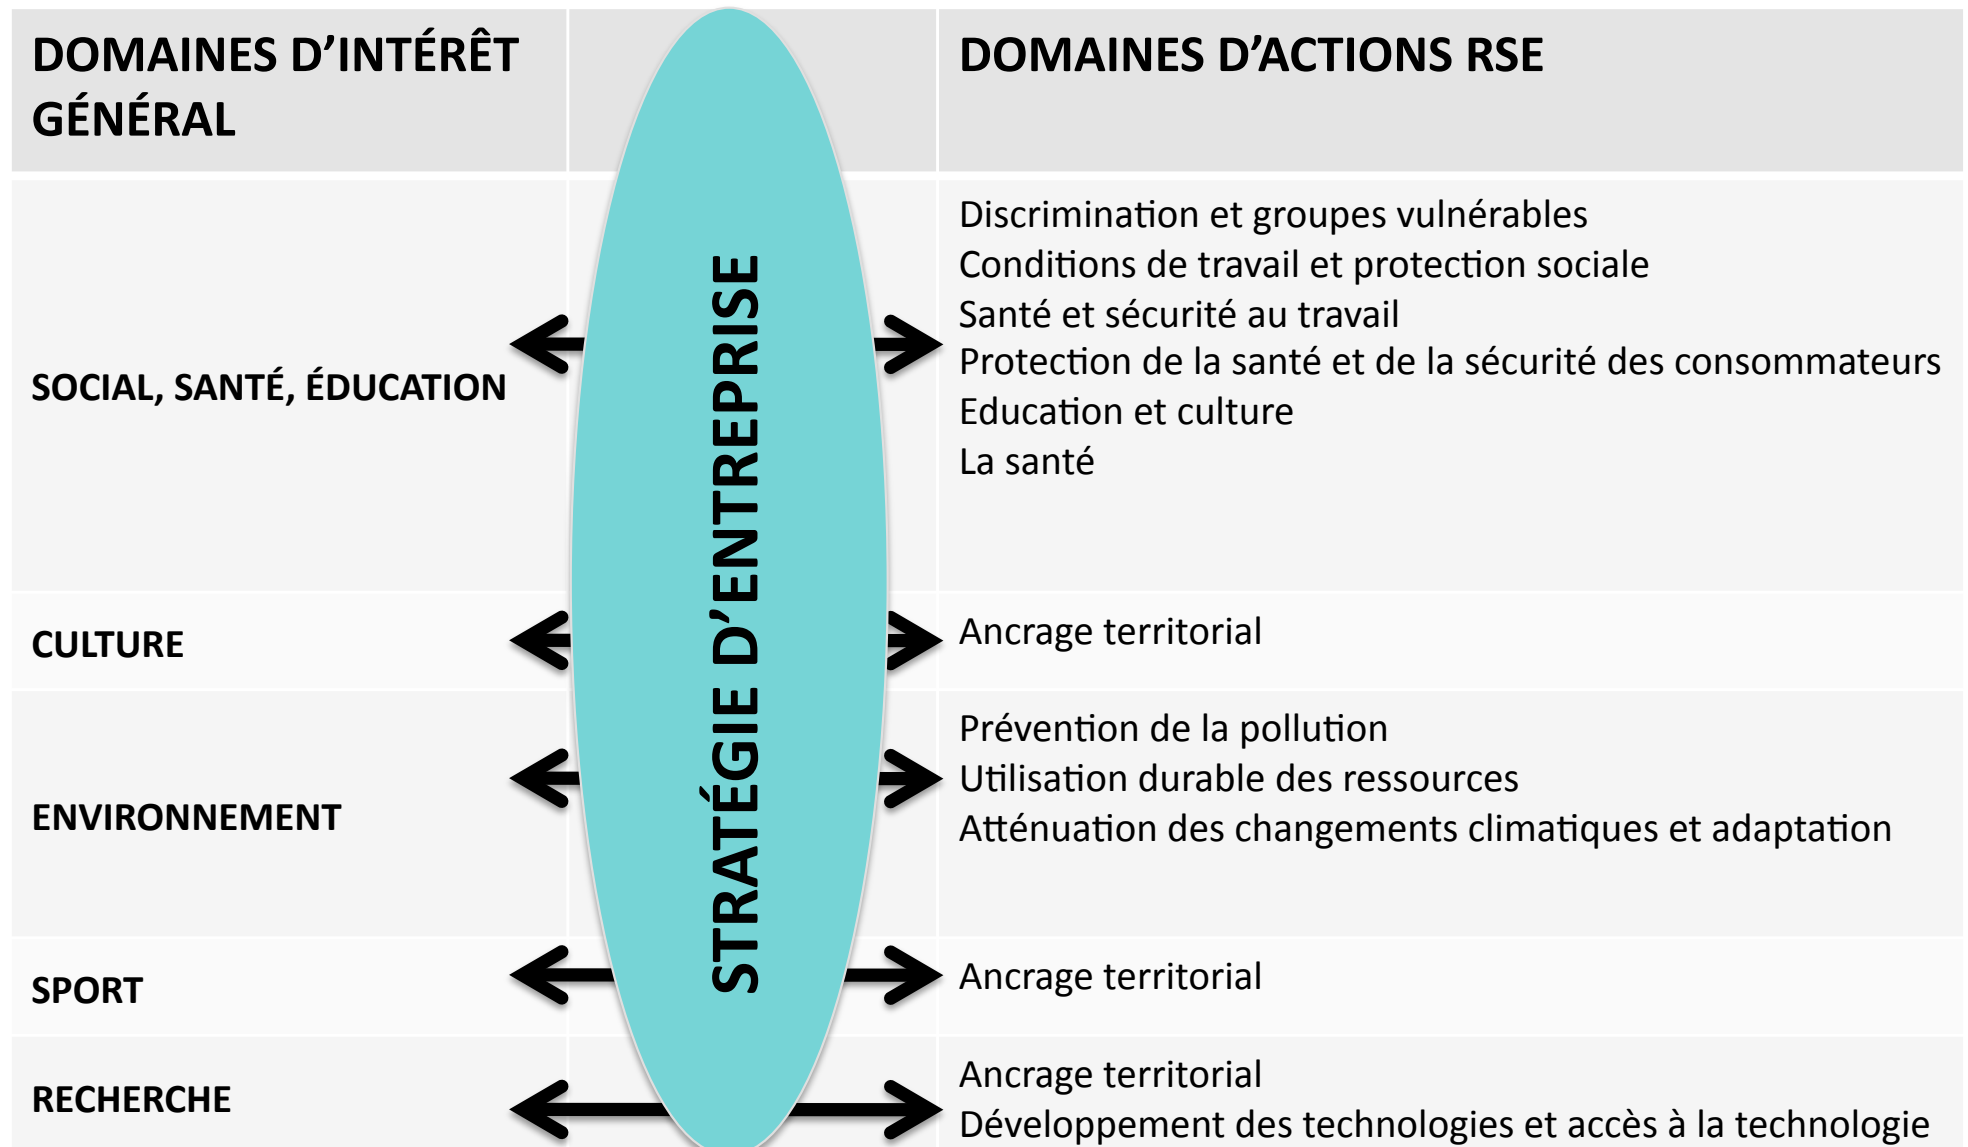 DOMAINES D’INTÉRÊT
GÉNÉRAL
DOMAINES D’ACTIONS RSE
STRATÉGIE D’ENTREPRISE
SOCIAL, SANTÉ, ÉDUCATION
Discrimination et groupes vulnérables
Conditions de travail et protection sociale
Santé et sécurité au travail
Protection de la santé et de la sécurité des consommateurs
Education et culture
La santé
CULTURE
Ancrage territorial
ENVIRONNEMENT
Prévention de la pollution
Utilisation durable des ressources
Atténuation des changements climatiques et adaptation
SPORT
Ancrage territorial
RECHERCHE
Ancrage territorial
Développement des technologies et accès à la technologie